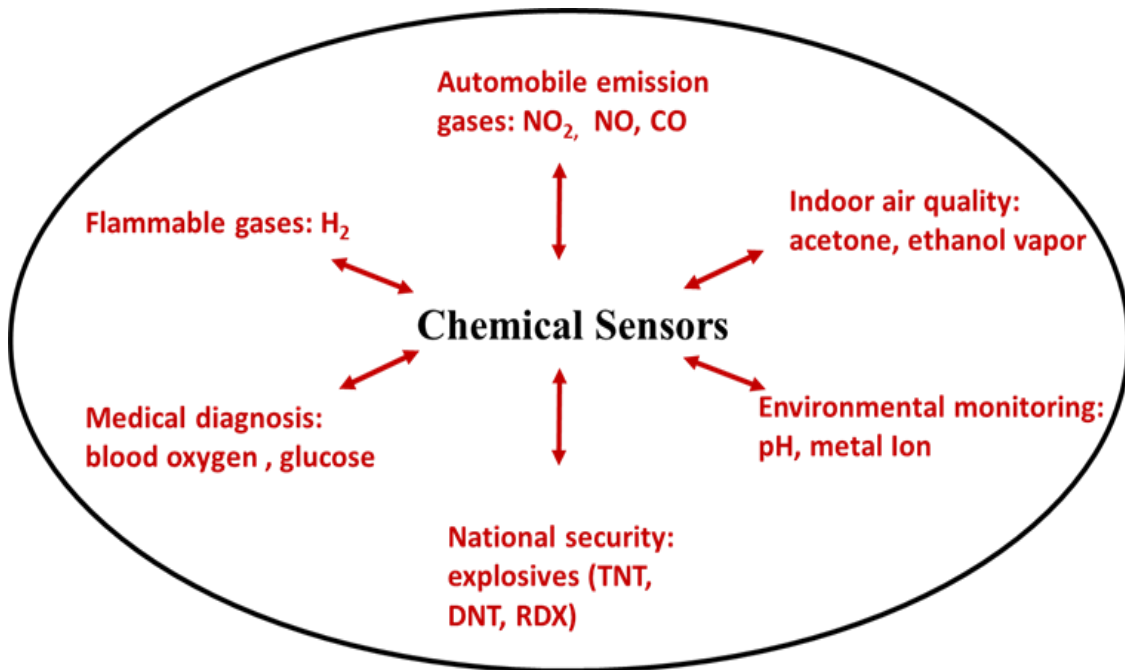 Automobile emission
gases: NO₂, NO, CO
Flammable gases: H₂
Indoor air quality:
acetone, ethanol vapor
Chemical Sensors
Medical diagnosis:
blood oxygen , glucose
Environmental monitoring:
pH, metal Ion
National security:
explosives (TNT,
DNT, RDX)